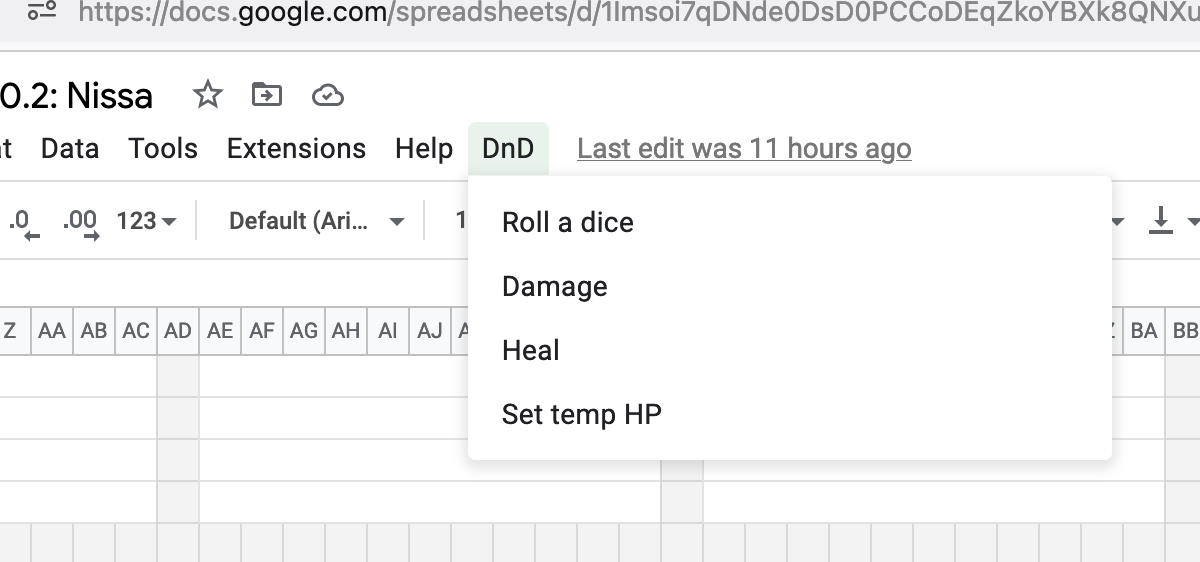 https://docs.google.com/spreadsheets/d/1Imsoi7qDNde0DsD0PCCoDEqZkoYBXk8QNXu
0.2: Nissa
Data Tools Extensions Help DnD Last edit was 11 hours ago
.0 .00 123 Default (Ari... 1
Roll a dice
Damage
Heal
Set temp HP
Z AA AB AC AD AE AF AG AH AI AJ BA BB